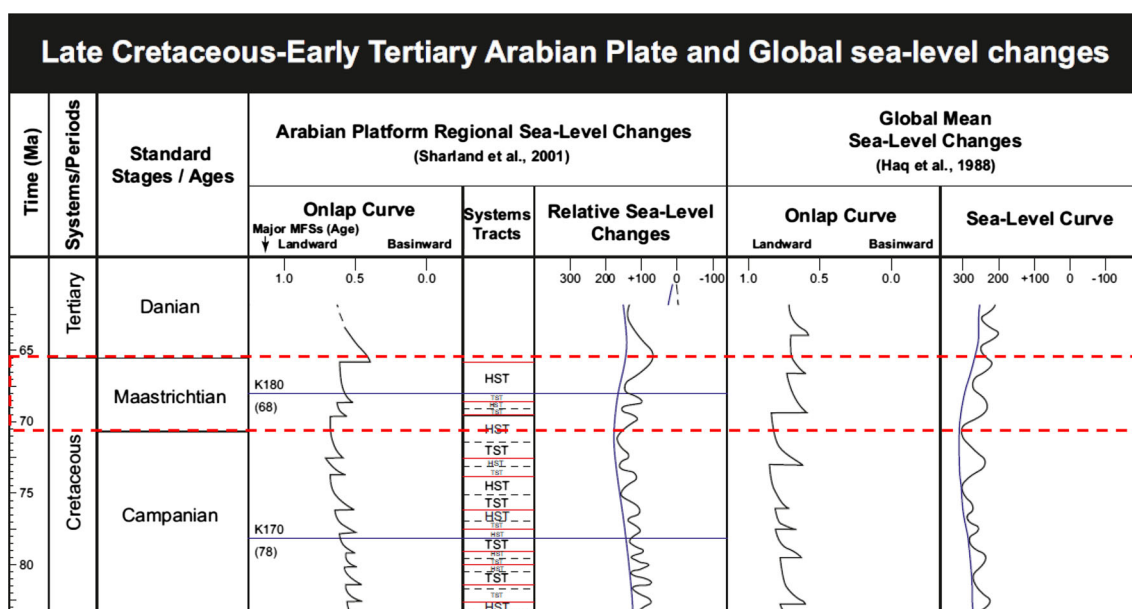 Late Cretaceous-Early Tertiary Arabian Plate and Global sea-level changes
Time (Ma)
Systems/Periods
Standard
Stages / Ages
Arabian Platform Regional Sea-Level Changes
(Sharland et al., 2001)
Global Mean
Sea-Level Changes
(Haq et al., 1988)
Onlap Curve
Major MFSs (Age)
Landward Basinward
Systems
Tracts
Relative Sea-Level
Changes
Onlap Curve
Landward Basinward
Sea-Level Curve
1.0 0.5 0.0
300 200 +100 0 -100
1.0 0.5 0.0
300 200 +100 0 -100
Tertiary
Danian
65
Maastrichtian
K180
(68)
HST
TST
HST
TST
70
HST
Cretaceous
TST
HST
TST
75
HST
Campanian
TST
HST
TST
K170
HST
(78)
TST
HST
TST
80
HST
TST
TST
HST